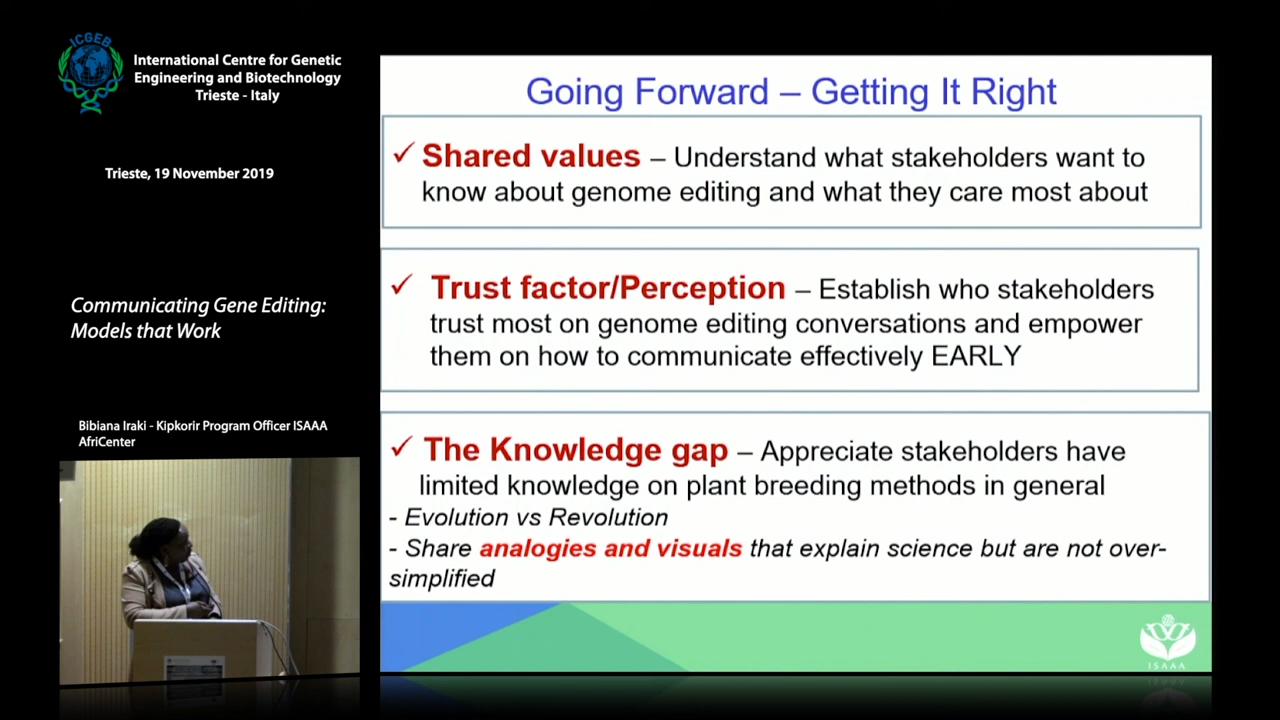 ICGEB
International Centre for Genetic
Engineering and Biotechnology
Trieste - Italy
Trieste, 19 November 2019
Communicating Gene Editing:
Models that Work
Bibiana Iraki - Kipkorir Program Officer ISAAA
AfriCenter
Going Forward – Getting It Right
✓ Shared values – Understand what stakeholders want to
know about genome editing and what they care most about
✓ Trust factor/Perception – Establish who stakeholders
trust most on genome editing conversations and empower
them on how to communicate effectively EARLY
✓ The Knowledge gap – Appreciate stakeholders have
limited knowledge on plant breeding methods in general
- Evolution vs Revolution
- Share analogies and visuals that explain science but are not over-
simplified
ISAAA